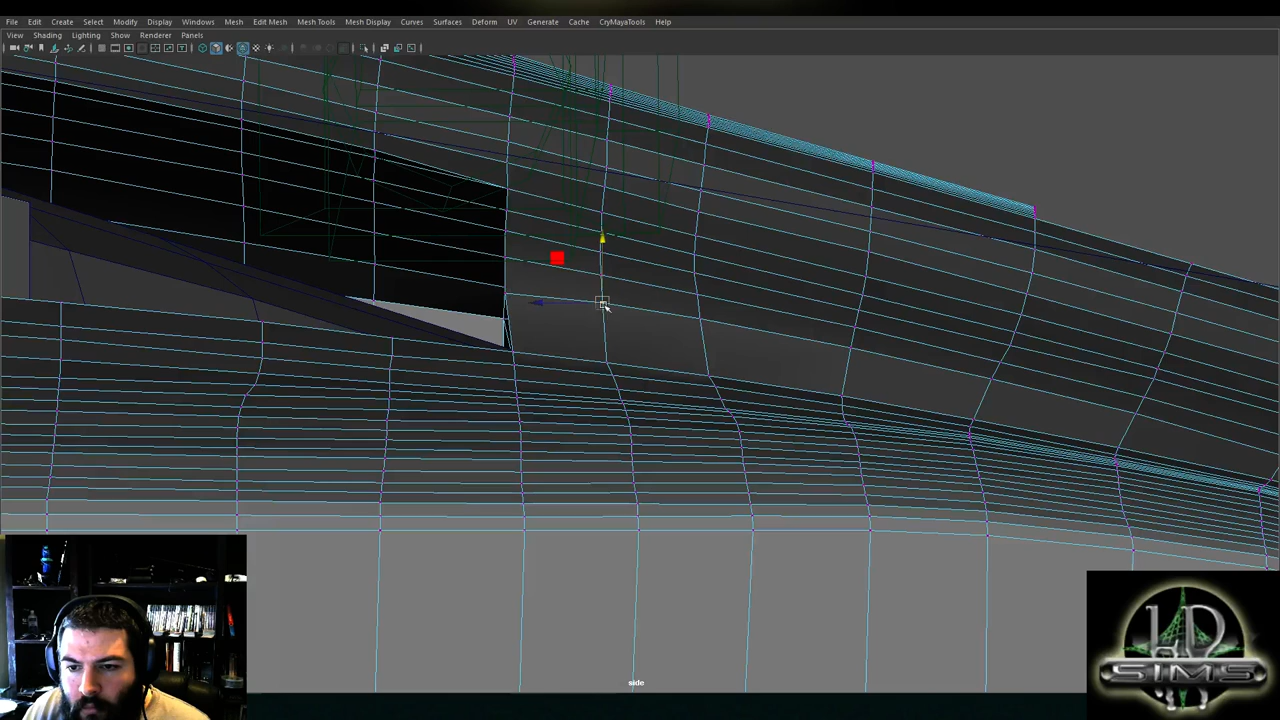 File Edit Create Select Modify Display Windows Mesh Edit Mesh Mesh Tools Mesh Display Curves Surfaces Deform UV Generate Cache CryMayaTools Help
View Shading Lighting Show Renderer Panels
side
SIMS